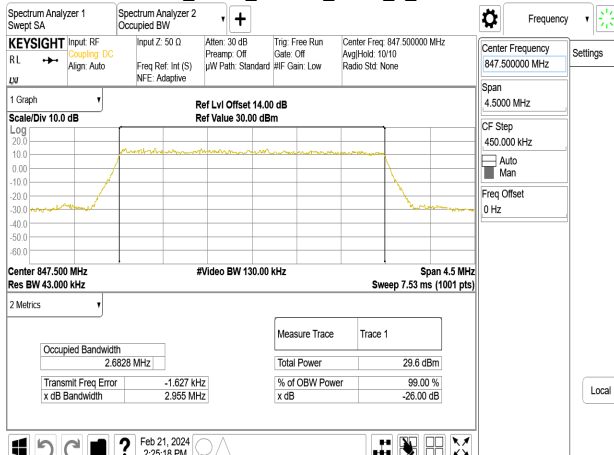 Spectrum Analyzer 1
Swept SA
Spectrum Analyzer 2
Occupied BW
+
Frequency
KEYSIGHT
R L
Input: RF
Coupling: DC
Align: Auto
Input Z: 50 Ω
Freq Ref: Int (S)
NFE: Adaptive
Atten: 30 dB
Preamp: Off
µW Path: Standard
Trig: Free Run
Gate: Off
#IF Gain: Low
Center Freq: 847.500000 MHz
Avg|Hold: 10/10
Radio Std: None
Center Frequency
847.500000 MHz
Settings
Span
4.5000 MHz
CF Step
450.000 kHz
Auto
Man
Freq Offset
0 Hz
Local
1 Graph
Scale/Div 10.0 dB
Ref Lvl Offset 14.00 dB
Ref Value 30.00 dBm
Log
20.0
10.0
0.00
-10.0
-20.0
-30.0
-40.0
-50.0
-60.0
Center 847.500 MHz
#Video BW 130.00 kHz
Span 4.5 MHz
Res BW 43.000 kHz
Sweep 7.53 ms (1001 pts)
2 Metrics
Measure Trace
Trace 1
Occupied Bandwidth
2.6828 MHz
Total Power
29.6 dBm
Transmit Freq Error
-1.627 kHz
% of OBW Power
99.00 %
x dB Bandwidth
2.955 MHz
x dB
-26.00 dB
?
Feb 21, 2024
2:25:18 PM